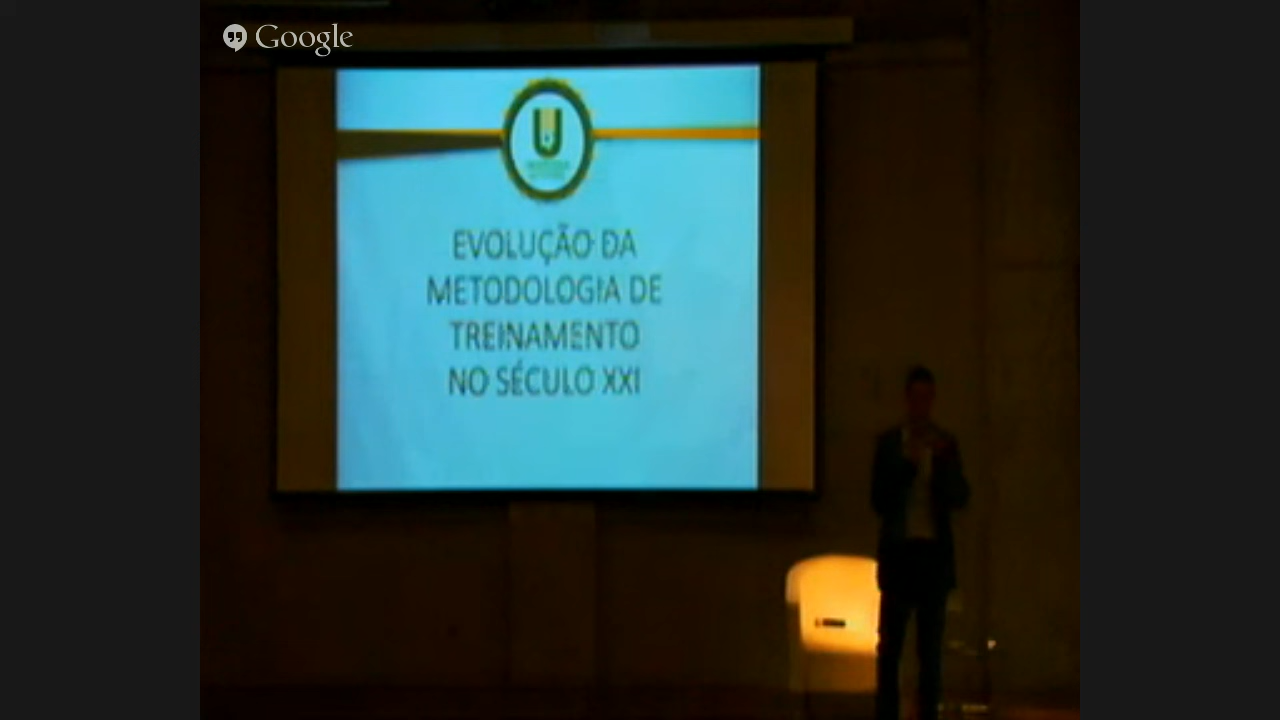 Google
U
EVOLUÇÃO DA
METODOLOGIA DE
TREINAMENTO
NO SÉCULO XXI